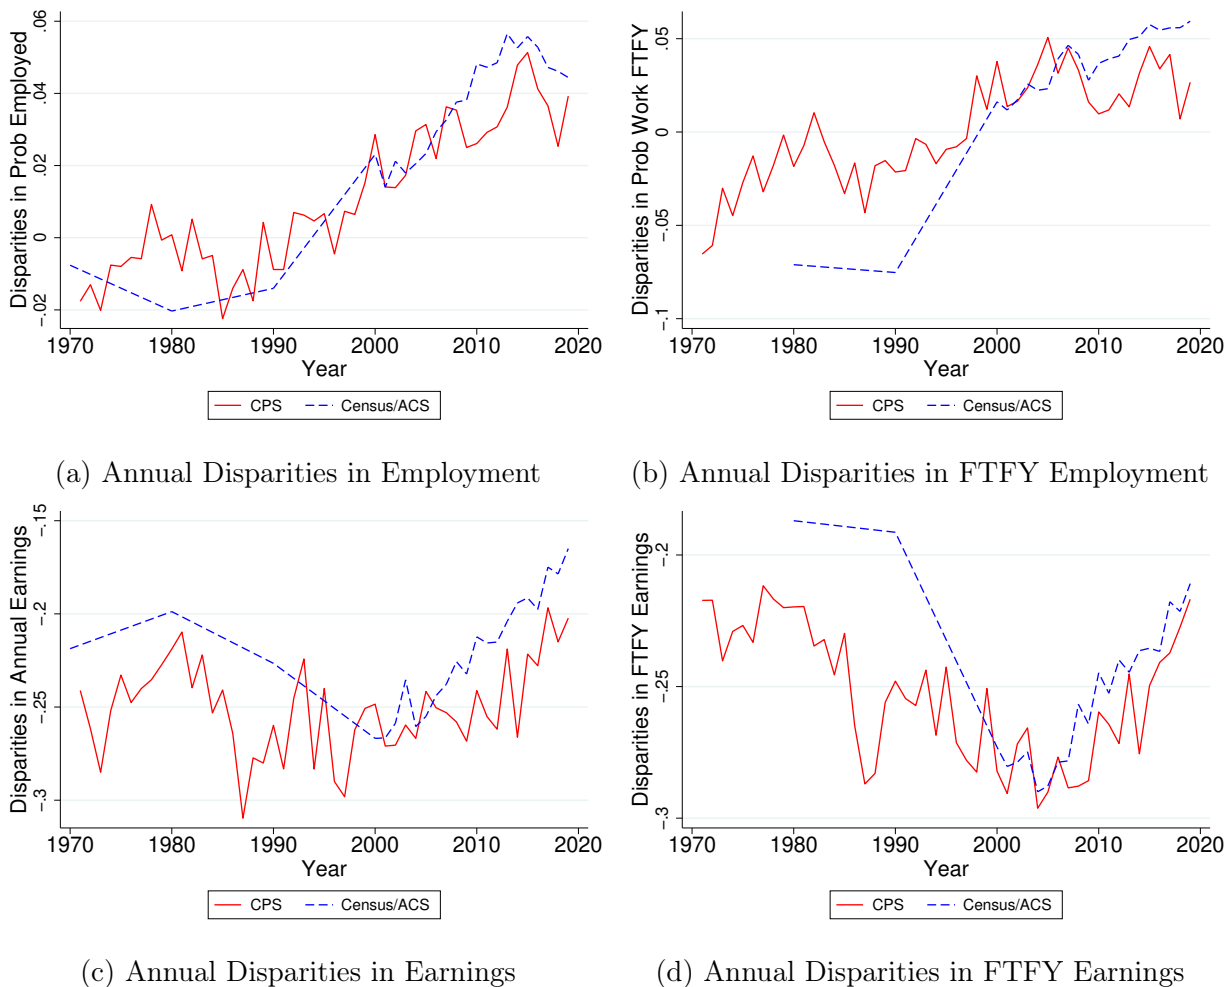 Disparities in Prob Employed
.06
.04
.02
0
-.02
1970 1980 1990 2000 2010 2020
Year
CPS Census/ACS
(a) Annual Disparities in Employment
Disparities in Prob Work FTFY
.05
0
-.05
-.1
1970 1980 1990 2000 2010 2020
Year
CPS Census/ACS
(b) Annual Disparities in FTFY Employment
Disparities in Annual Earnings
-.15
-.2
-.25
-.3
1970 1980 1990 2000 2010 2020
Year
CPS Census/ACS
(c) Annual Disparities in Earnings
Disparities in FTFY Earnings
-.2
-.25
-.3
1970 1980 1990 2000 2010 2020
Year
CPS Census/ACS
(d) Annual Disparities in FTFY Earnings